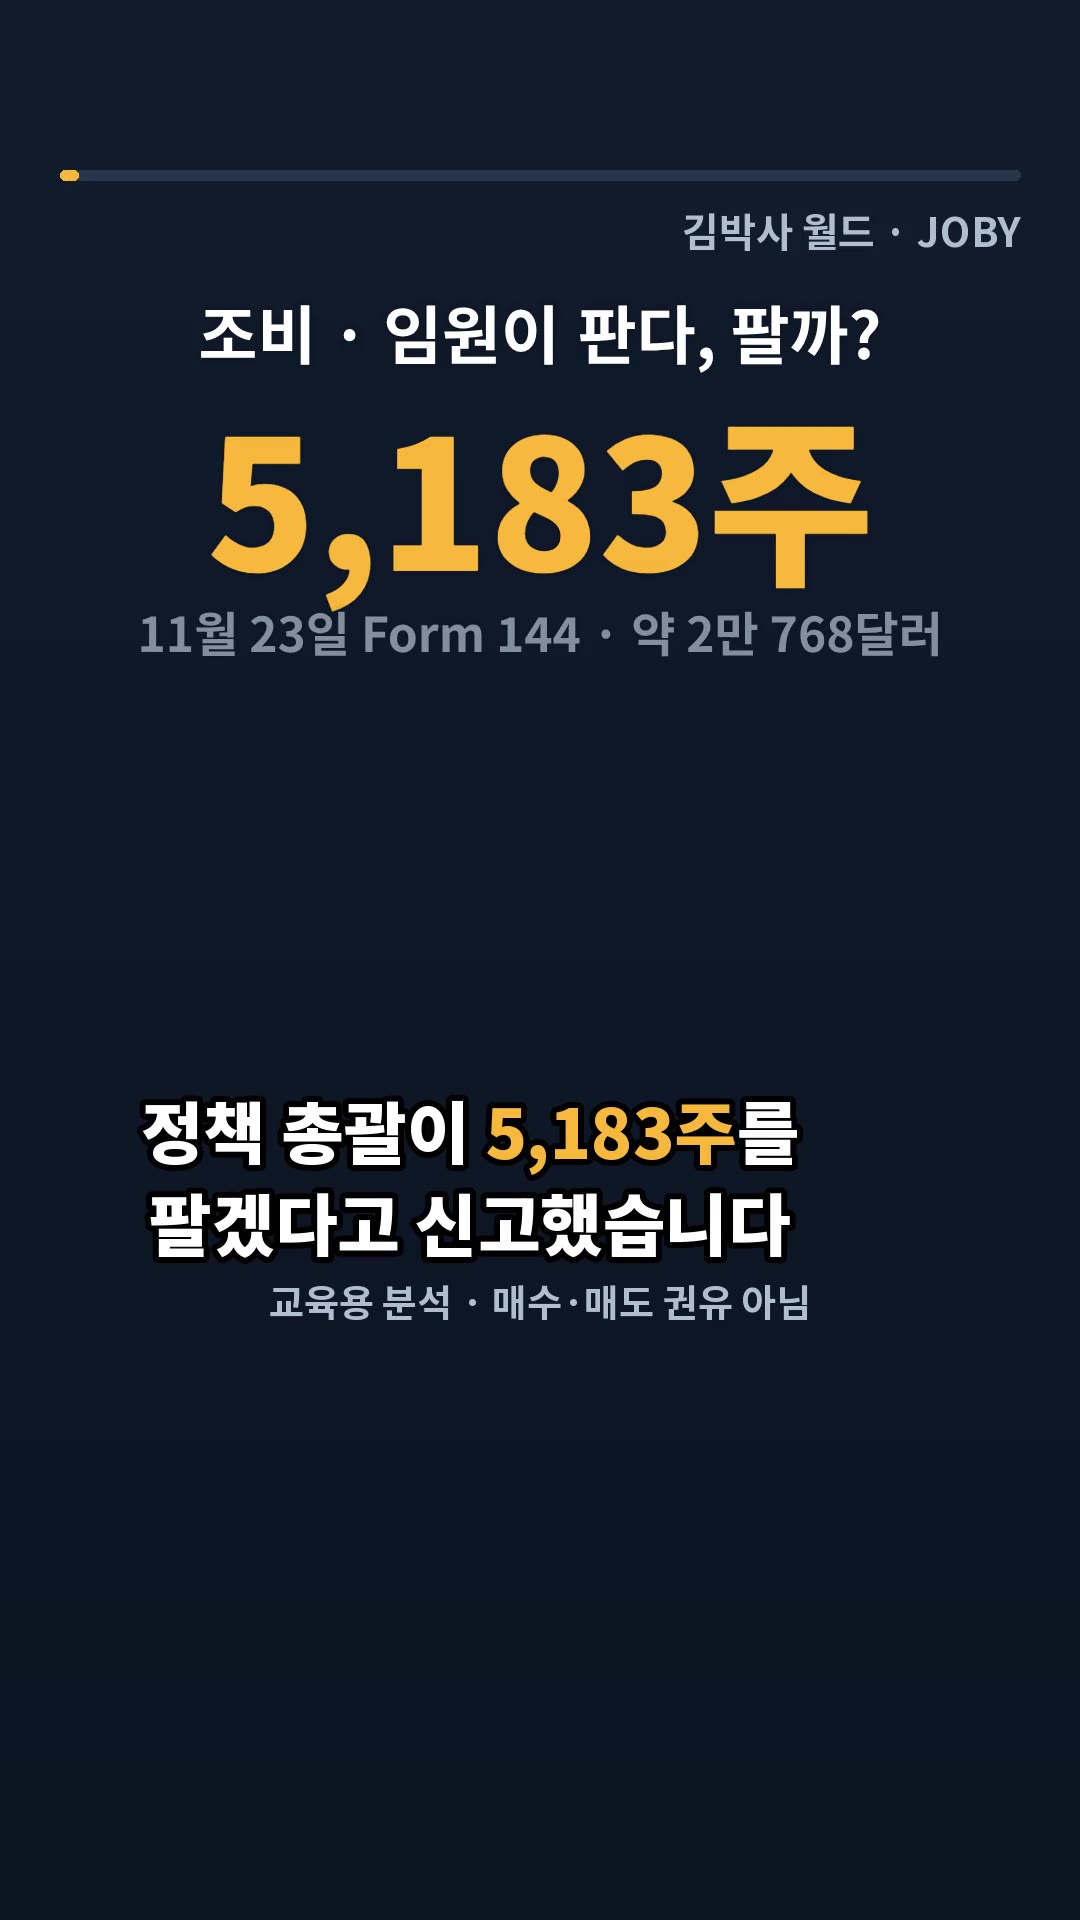 김박사 월드 · JOBY
조비 · 임원이 판다, 팔까?
5,183주
11월 23일 Form 144 · 약 2만 768달러
정책 총괄이 5,183주를
팔겠다고 신고했습니다
교육용 분석 · 매수·매도 권유 아님